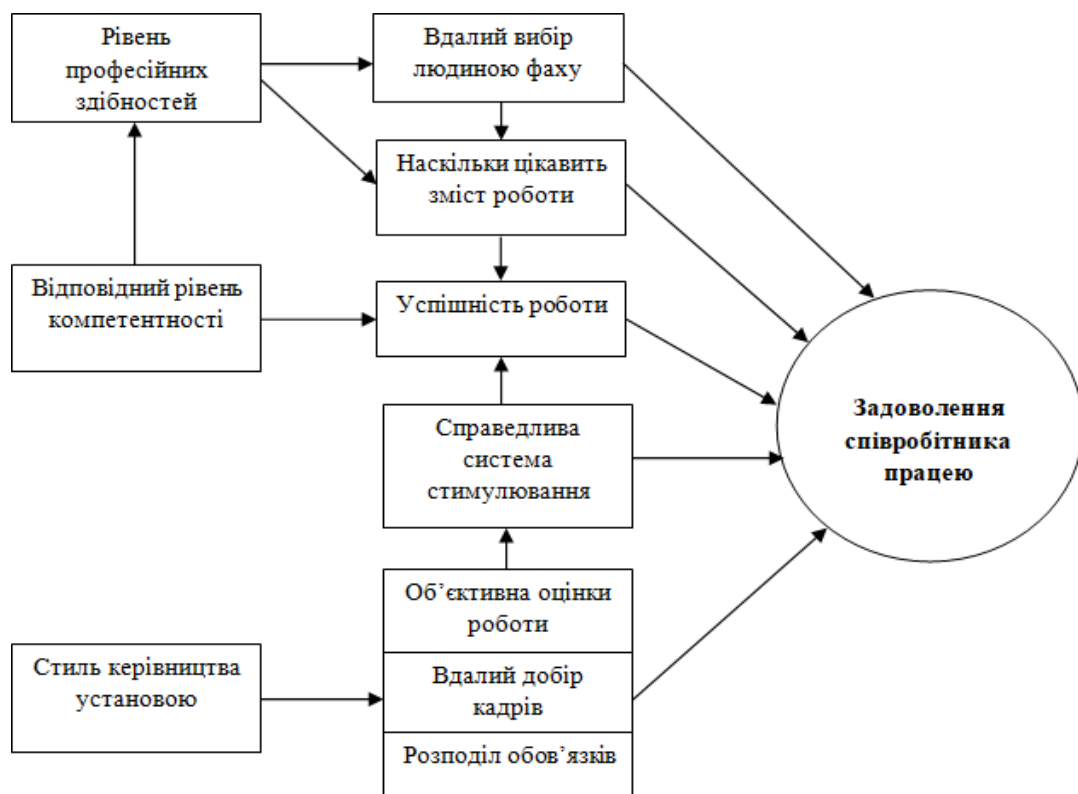 Рівень
професійних
здібностей
Вдалий вибір
людиною фаху
Наскільки цікавить
зміст роботи
Відповідний рівень
компетентності
Успішність роботи
Задоволення
співробітника
працею
Справедлива
система
стимулювання
Об’єктивна оцінки
роботи
Стиль керівництва
установою
Вдалий добір
кадрів
Розподіл обов’язків